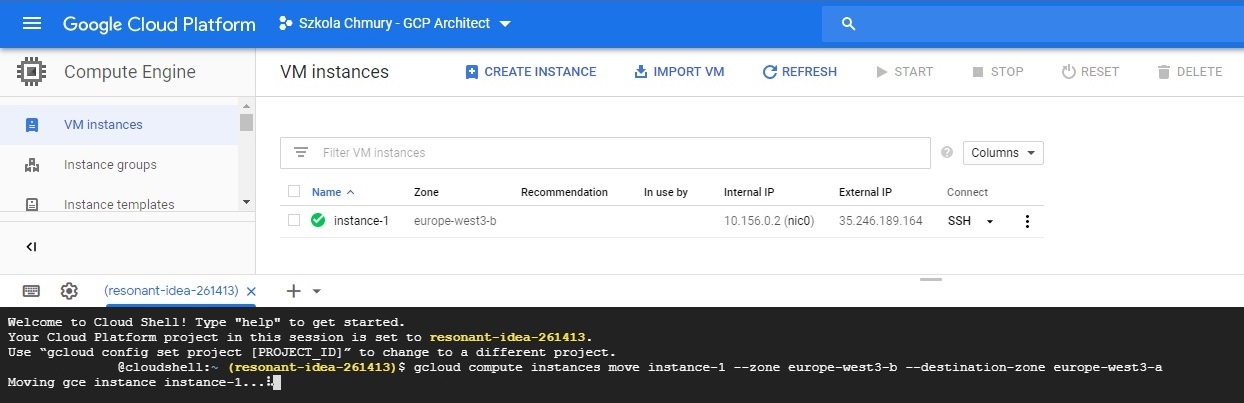 Google Cloud Platform Szkola Chmury - GCP Architect
Compute Engine VM instances CREATE INSTANCE IMPORT VM REFRESH START STOP RESET DELETE
VM instances
Instance groups
Instance templates
Filter VM instances Columns
Name Zone Recommendation In use by Internal IP External IP Connect
instance-1 europe-west3-b 10.156.0.2 (nic0) 35.246.189.164 SSH
(resonant-idea-261413)
Welcome to Cloud Shell! Type "help" to get started.
Your Cloud Platform project in this session is set to resonant-idea-261413.
Use “gcloud config set project [PROJECT_ID]” to change to a different project.
@cloudshell:~ (resonant-idea-261413)$ gcloud compute instances move instance-1 --zone europe-west3-b --destination-zone europe-west3-a
Moving gce instance instance-1...